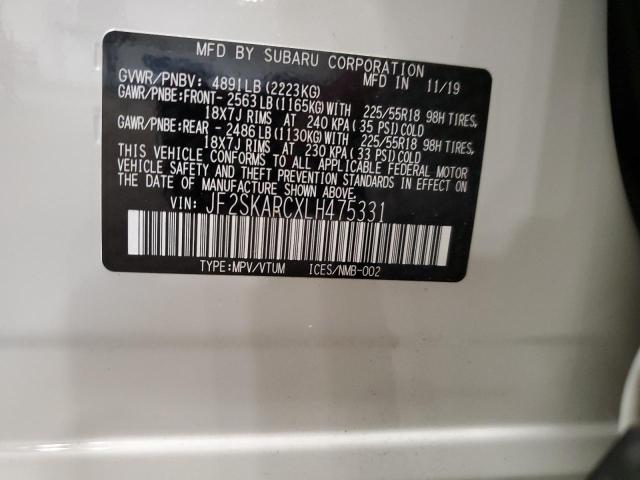 MFD BY SUBARU CORPORATION
GVWR/PNBV: 4891LB (2223KG) MFD IN 11/19
GAWR/PNBE:FRONT- 2563LB(1165KG)WITH 225/55R18 98H TIRES,
18X7J RIMS AT 240 KPA(35 PSI)COLD
GAWR/PNBE:REAR - 2486LB(1130KG)WITH 225/55R18 98H TIRES,
18X7J RIMS AT 230 KPA(33 PSI)COLD
THIS VEHICLE CONFORMS TO ALL APPLICABLE FEDERAL MOTOR
VEHICLE SAFETY AND THEFT PREVENTION STANDARDS IN EFFECT ON
THE DATE OF MANUFACTURE SHOWN ABOVE.
VIN: JF2SKARCXLH475331
TYPE:MPV/VTUM ICES/NMB-002